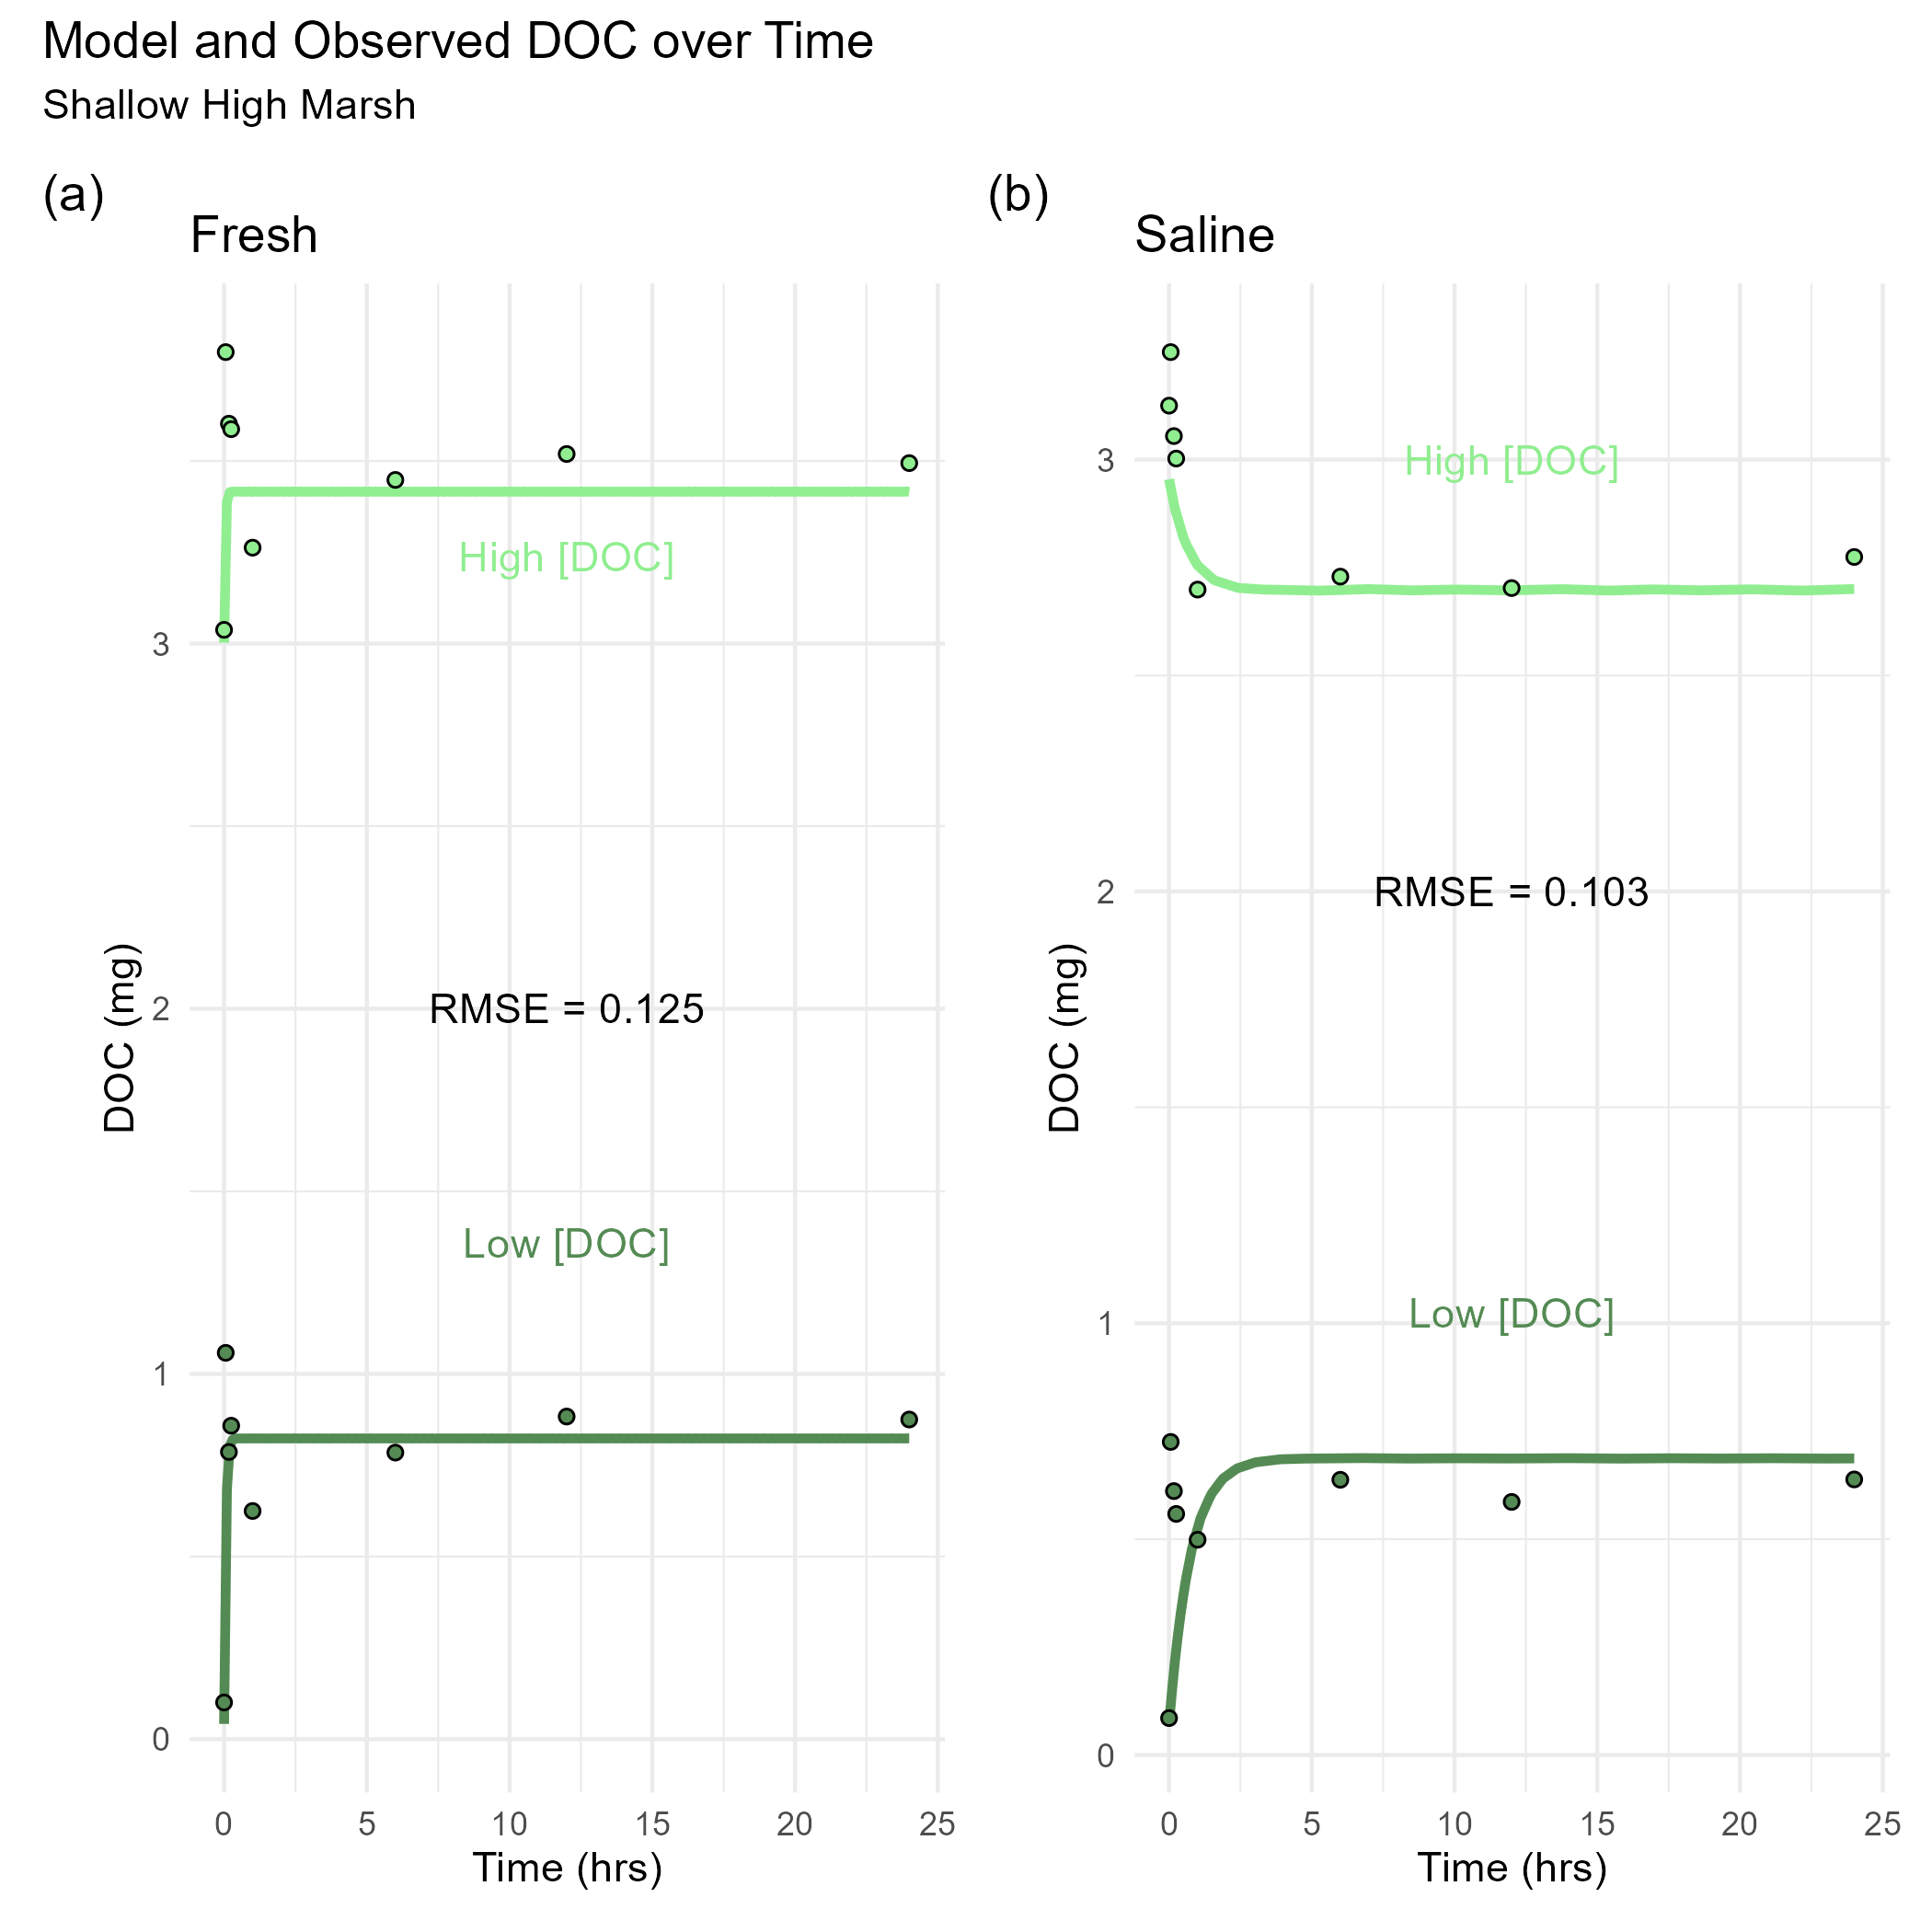 Model and Observed DOC over Time
Shallow High Marsh
(a)
Fresh
3
2
1
0
DOC (mg)
High [DOC]
RMSE = 0.125
Low [DOC]
0 5 10 15 20 25
Time (hrs)
(b)
Saline
3
2
1
0
DOC (mg)
High [DOC]
RMSE = 0.103
Low [DOC]
0 5 10 15 20 25
Time (hrs)